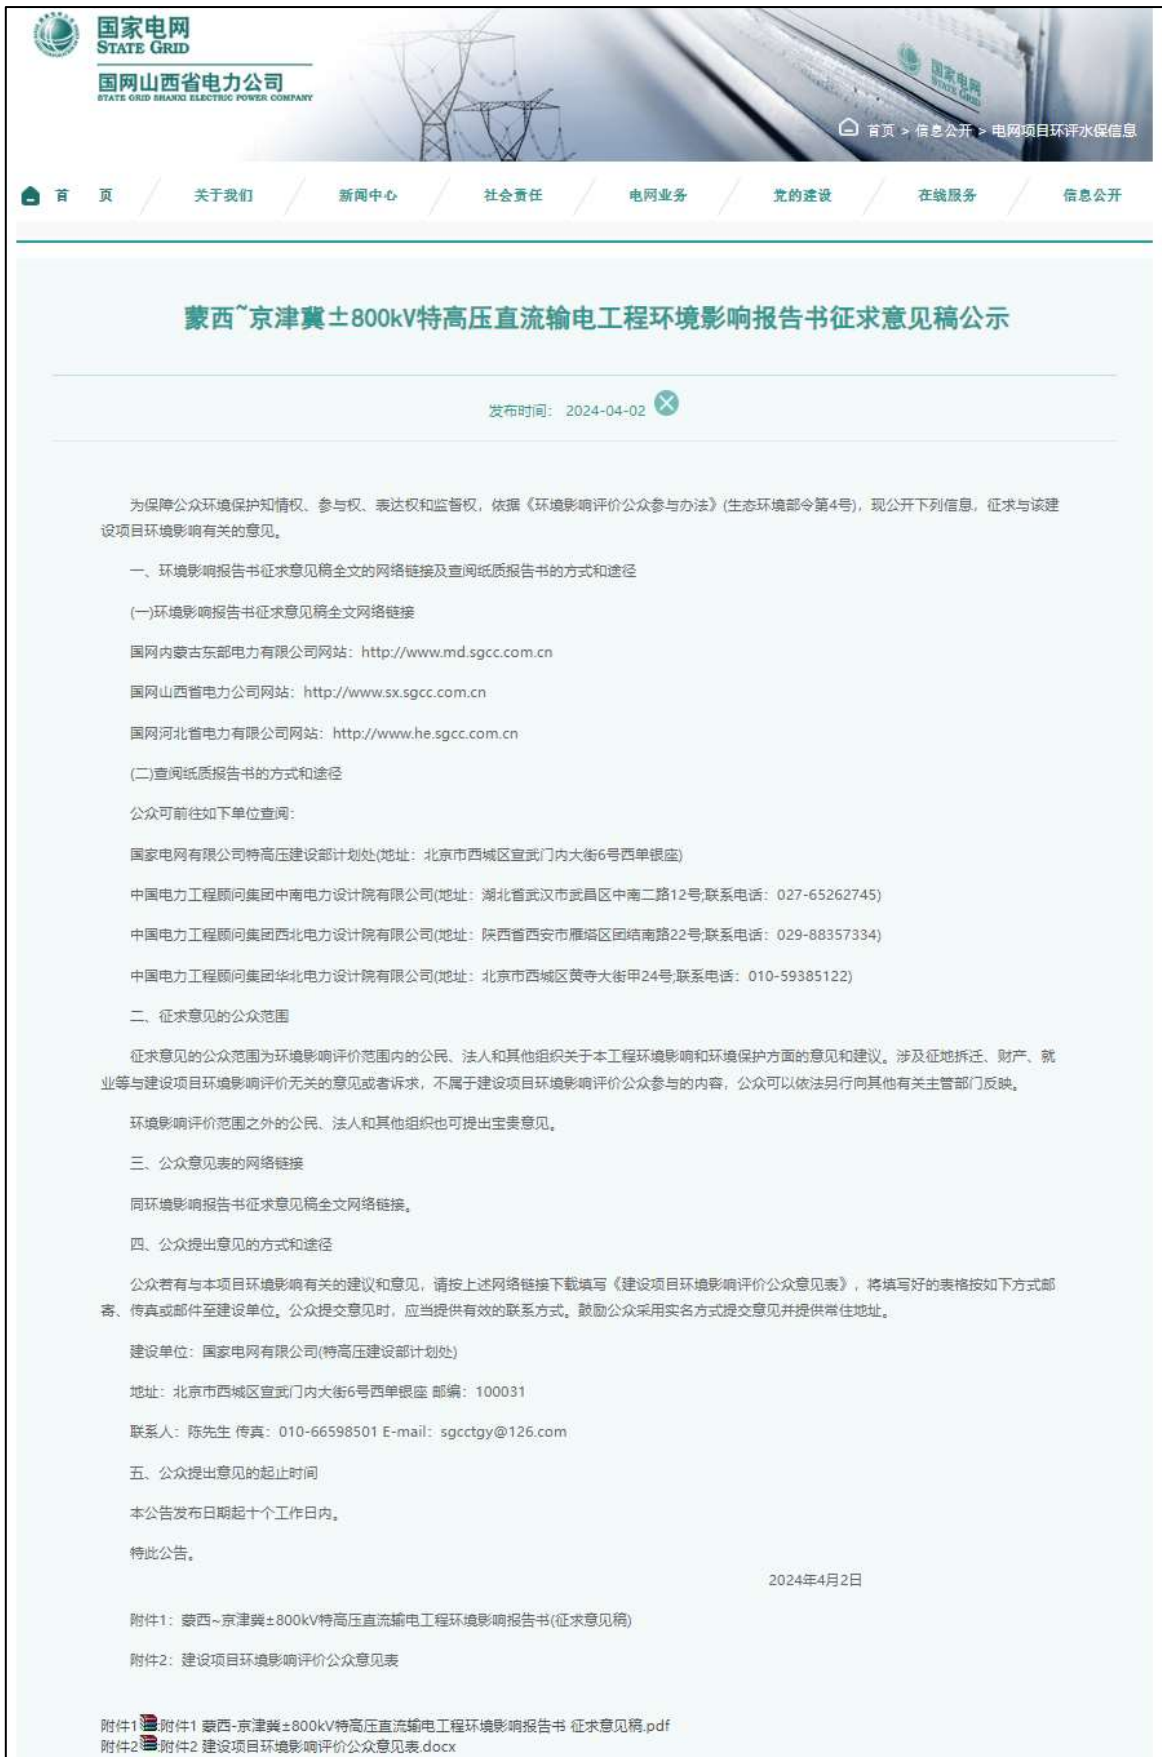 国家电网
STATE GRID
国网山西省电力公司
STATE GRID SHANXI ELECTRIC POWER COMPANY
国家电网
STATE GRID
首页 > 信息公开 > 电网项目环评水保信息
首 页 关于我们 新闻中心 社会责任 电网业务 党的建设 在线服务 信息公开
蒙西~京津冀±800kV特高压直流输电工程环境影响报告书征求意见稿公示
发布时间： 2024-04-02
为保障公众环境保护知情权、参与权、表达权和监督权，依据《环境影响评价公众参与办法》(生态环境部令第4号)，现公开下列信息，征求与该建
设项目环境影响有关的意见。
一、环境影响报告书征求意见稿全文的网络链接及查阅纸质报告书的方式和途径
(一)环境影响报告书征求意见稿全文网络链接
国网内蒙古东部电力有限公司网站：http://www.md.sgcc.com.cn
国网山西省电力公司网站：http://www.sx.sgcc.com.cn
国网河北省电力有限公司网站：http://www.he.sgcc.com.cn
(二)查阅纸质报告书的方式和途径
公众可前往如下单位查阅：
国家电网有限公司特高压建设部计划处(地址：北京市西城区宣武门内大街6号西单银座)
中国电力工程顾问集团中南电力设计院有限公司(地址：湖北省武汉市武昌区中南二路12号;联系电话：027-65262745)
中国电力工程顾问集团西北电力设计院有限公司(地址：陕西省西安市雁塔区团结南路22号;联系电话：029-88357334)
中国电力工程顾问集团华北电力设计院有限公司(地址：北京市西城区黄寺大街甲24号;联系电话：010-59385122)
二、征求意见的公众范围
征求意见的公众范围为环境影响评价范围内的公民、法人和其他组织关于本工程环境影响和环境保护方面的意见和建议。涉及征地拆迁、财产、就
业等与建设项目环境影响评价无关的意见或者诉求，不属于建设项目环境影响评价公众参与的内容，公众可以依法另行向其他有关主管部门反映。
环境影响评价范围之外的公民、法人和其他组织也可提出宝贵意见。
三、公众意见表的网络链接
同环境影响报告书征求意见稿全文网络链接。
四、公众提出意见的方式和途径
公众若有与本项目环境影响有关的建议和意见，请按上述网络链接下载填写《建设项目环境影响评价公众意见表》，将填写好的表格按如下方式邮
寄、传真或邮件至建设单位。公众提交意见时，应当提供有效的联系方式。鼓励公众采用实名方式提交意见并提供常住地址。
建设单位：国家电网有限公司(特高压建设部计划处)
地址：北京市西城区宣武门内大街6号西单银座 邮编：100031
联系人：陈先生 传真：010-66598501 E-mail：sgcctgy@126.com
五、公众提出意见的起止时间
本公告发布日期起十个工作日内。
特此公告。
2024年4月2日
附件1：蒙西~京津冀±800kV特高压直流输电工程环境影响报告书(征求意见稿)
附件2：建设项目环境影响评价公众意见表
附件1:附件1 蒙西-京津冀±800kV特高压直流输电工程环境影响报告书 征求意见稿.pdf
附件2:附件2 建设项目环境影响评价公众意见表.docx